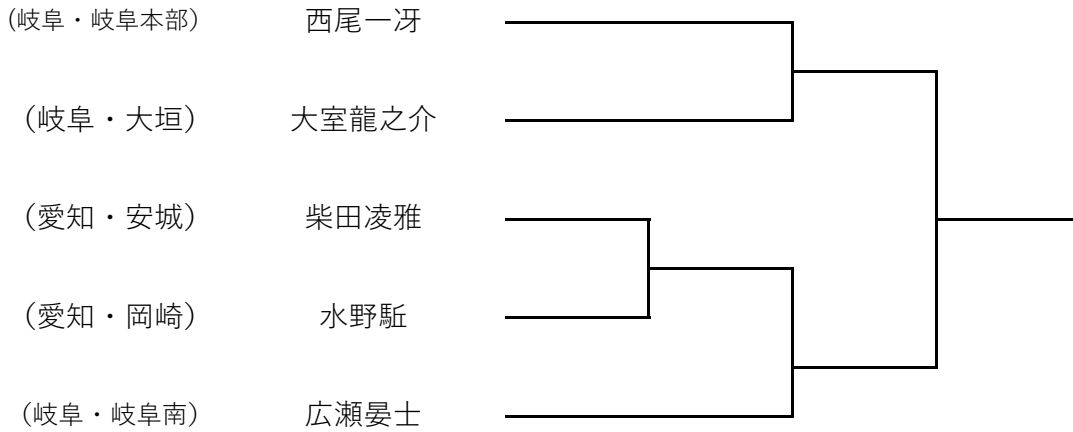 (岐阜・岐阜本部) 西尾一冴
(岐阜・大垣) 大室龍之介
(愛知・安城) 柴田凌雅
(愛知・岡崎) 水野駈
(岐阜・岐阜南) 広瀬晏士